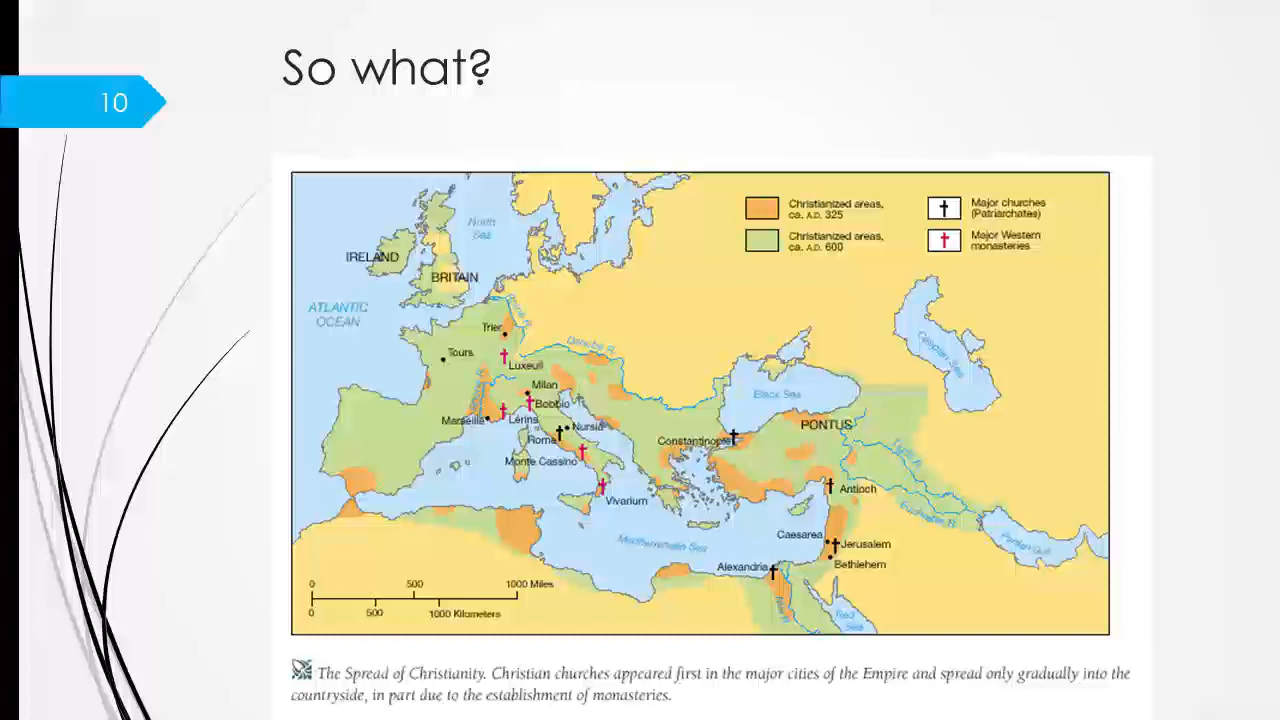 So what?
10
Christianized areas,
ca. A.D. 325
Major churches
(Patriarchates)
Christianized areas,
ca. A.D. 600
Major Western
monasteries
North
Sea
IRELAND
BRITAIN
ATLANTIC
OCEAN
Trier
Tours
Luxeuil
Danube R.
Caspian Sea
Milan
Bobbio
Black Sea
Marseille
Lérins
Nursia
PONTUS
Rome
Constantinople
Monte Cassino
Tigris R.
Antioch
Vivarium
Euphrates R.
Caesarea
Mediterranean Sea
Jerusalem
Persian Gulf
Alexandria
Bethlehem
0 500 1000 Miles
0 500 1000 Kilometers
Red
Sea
The Spread of Christianity. Christian churches appeared first in the major cities of the Empire and spread only gradually into the
countryside, in part due to the establishment of monasteries.